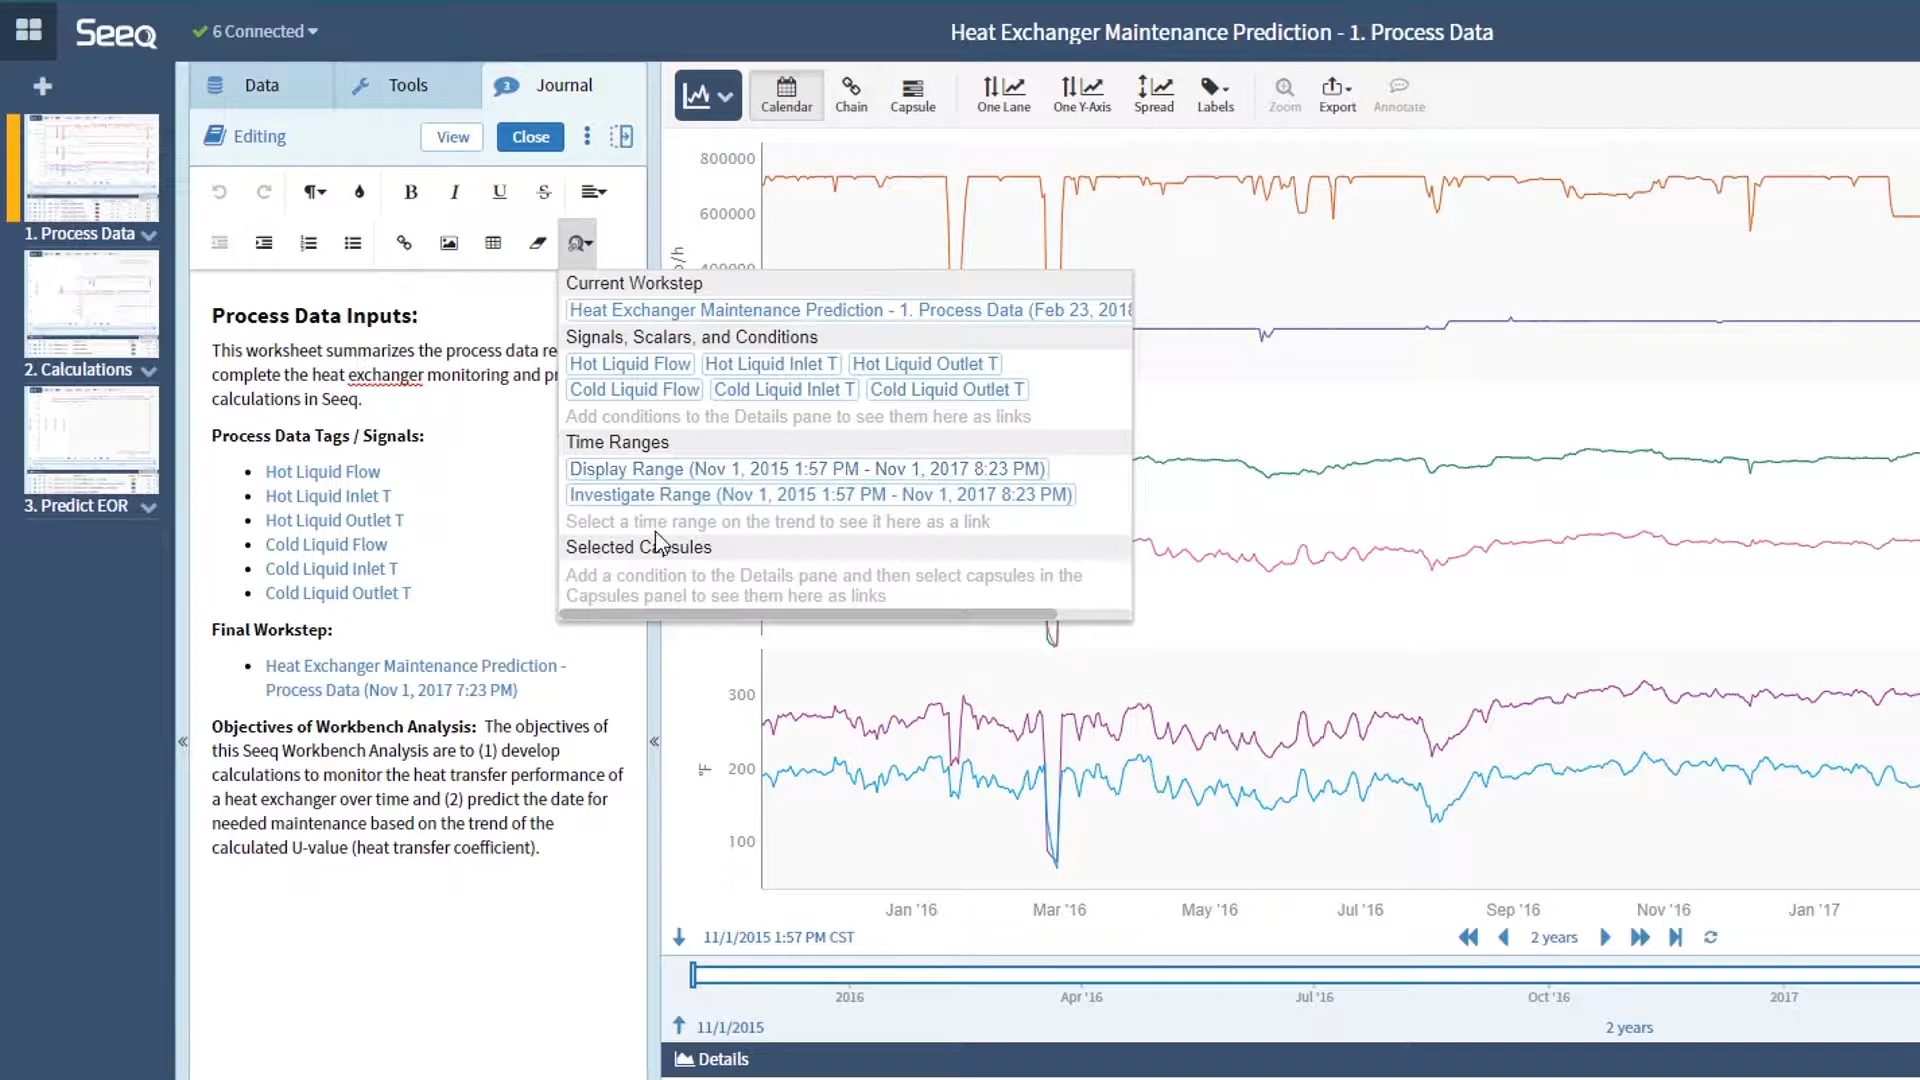 Seeq
6 Connected
Heat Exchanger Maintenance Prediction - 1. Process Data
1. Process Data
2. Calculations
3. Predict EOR
Data
Tools
3
Journal
Editing
View
Close
B I U S
Process Data Inputs:
This worksheet summarizes the process data re
complete the heat exchanger monitoring and pr
calculations in Seeq.
Process Data Tags / Signals:
• Hot Liquid Flow
• Hot Liquid Inlet T
• Hot Liquid Outlet T
• Cold Liquid Flow
• Cold Liquid Inlet T
• Cold Liquid Outlet T
Final Workstep:
• Heat Exchanger Maintenance Prediction -
Process Data (Nov 1, 2017 7:23 PM)
Objectives of Workbench Analysis: The objectives of
this Seeq Workbench Analysis are to (1) develop
calculations to monitor the heat transfer performance of
a heat exchanger over time and (2) predict the date for
needed maintenance based on the trend of the
calculated U-value (heat transfer coefficient).
Current Workstep
Heat Exchanger Maintenance Prediction - 1. Process Data (Feb 23, 2018
Signals, Scalars, and Conditions
Hot Liquid Flow Hot Liquid Inlet T Hot Liquid Outlet T
Cold Liquid Flow Cold Liquid Inlet T Cold Liquid Outlet T
Add conditions to the Details pane to see them here as links
Time Ranges
Display Range (Nov 1, 2015 1:57 PM - Nov 1, 2017 8:23 PM)
Investigate Range (Nov 1, 2015 1:57 PM - Nov 1, 2017 8:23 PM)
Select a time range on the trend to see it here as a link
Selected Capsules
Add a condition to the Details pane and then select capsules in the
Capsules panel to see them here as links
Calendar
Chain
Capsule
One Lane
One Y-Axis
Spread
Labels
Zoom
Export
Annotate
800000
600000
400000
300
200
100
°F
Jan '16 Mar '16 May '16 Jul '16 Sep '16 Nov '16 Jan '17
11/1/2015 1:57 PM CST
2 years
2016 Apr '16 Jul '16 Oct '16 2017
11/1/2015
2 years
Details